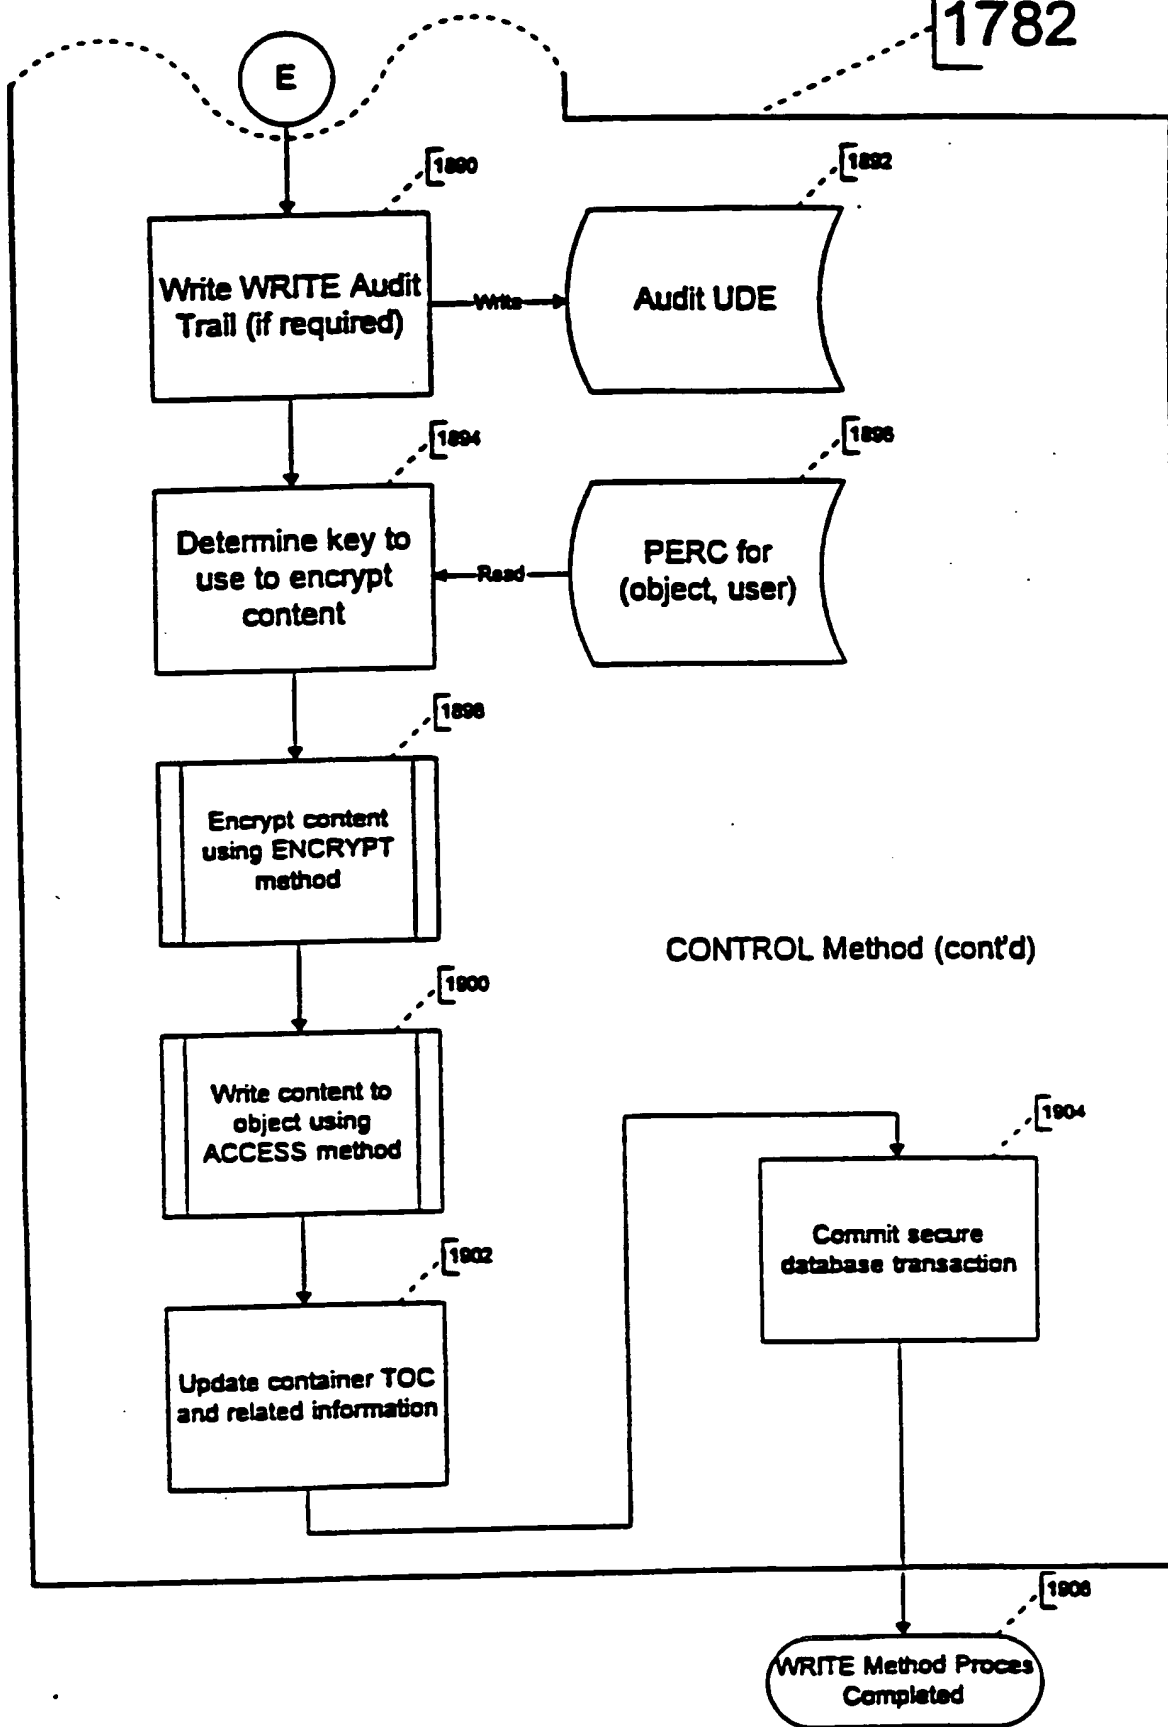 1782
E
1890
Write WRITE Audit
Trail (if required)
Write
1892
Audit UDE
1894
Determine key to
use to encrypt
content
Read
1896
PERC for
(object, user)
1898
Encrypt content
using ENCRYPT
method
CONTROL Method (cont'd)
1900
Write content to
object using
ACCESS method
1902
Update container TOC
and related information
1904
Commit secure
database transaction
1906
WRITE Method Proces
Completed